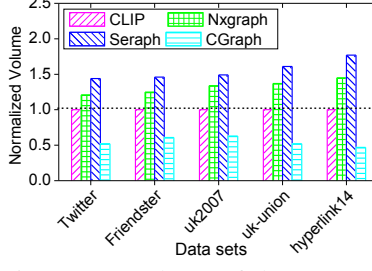 2.5
2.0
1.5
1.0
0.5
0.0
Normalized Volume
CLIP
Nxgraph
Seraph
CGraph
Twitter
Friendster
uk2007
uk-union
hyperlink14
Data sets